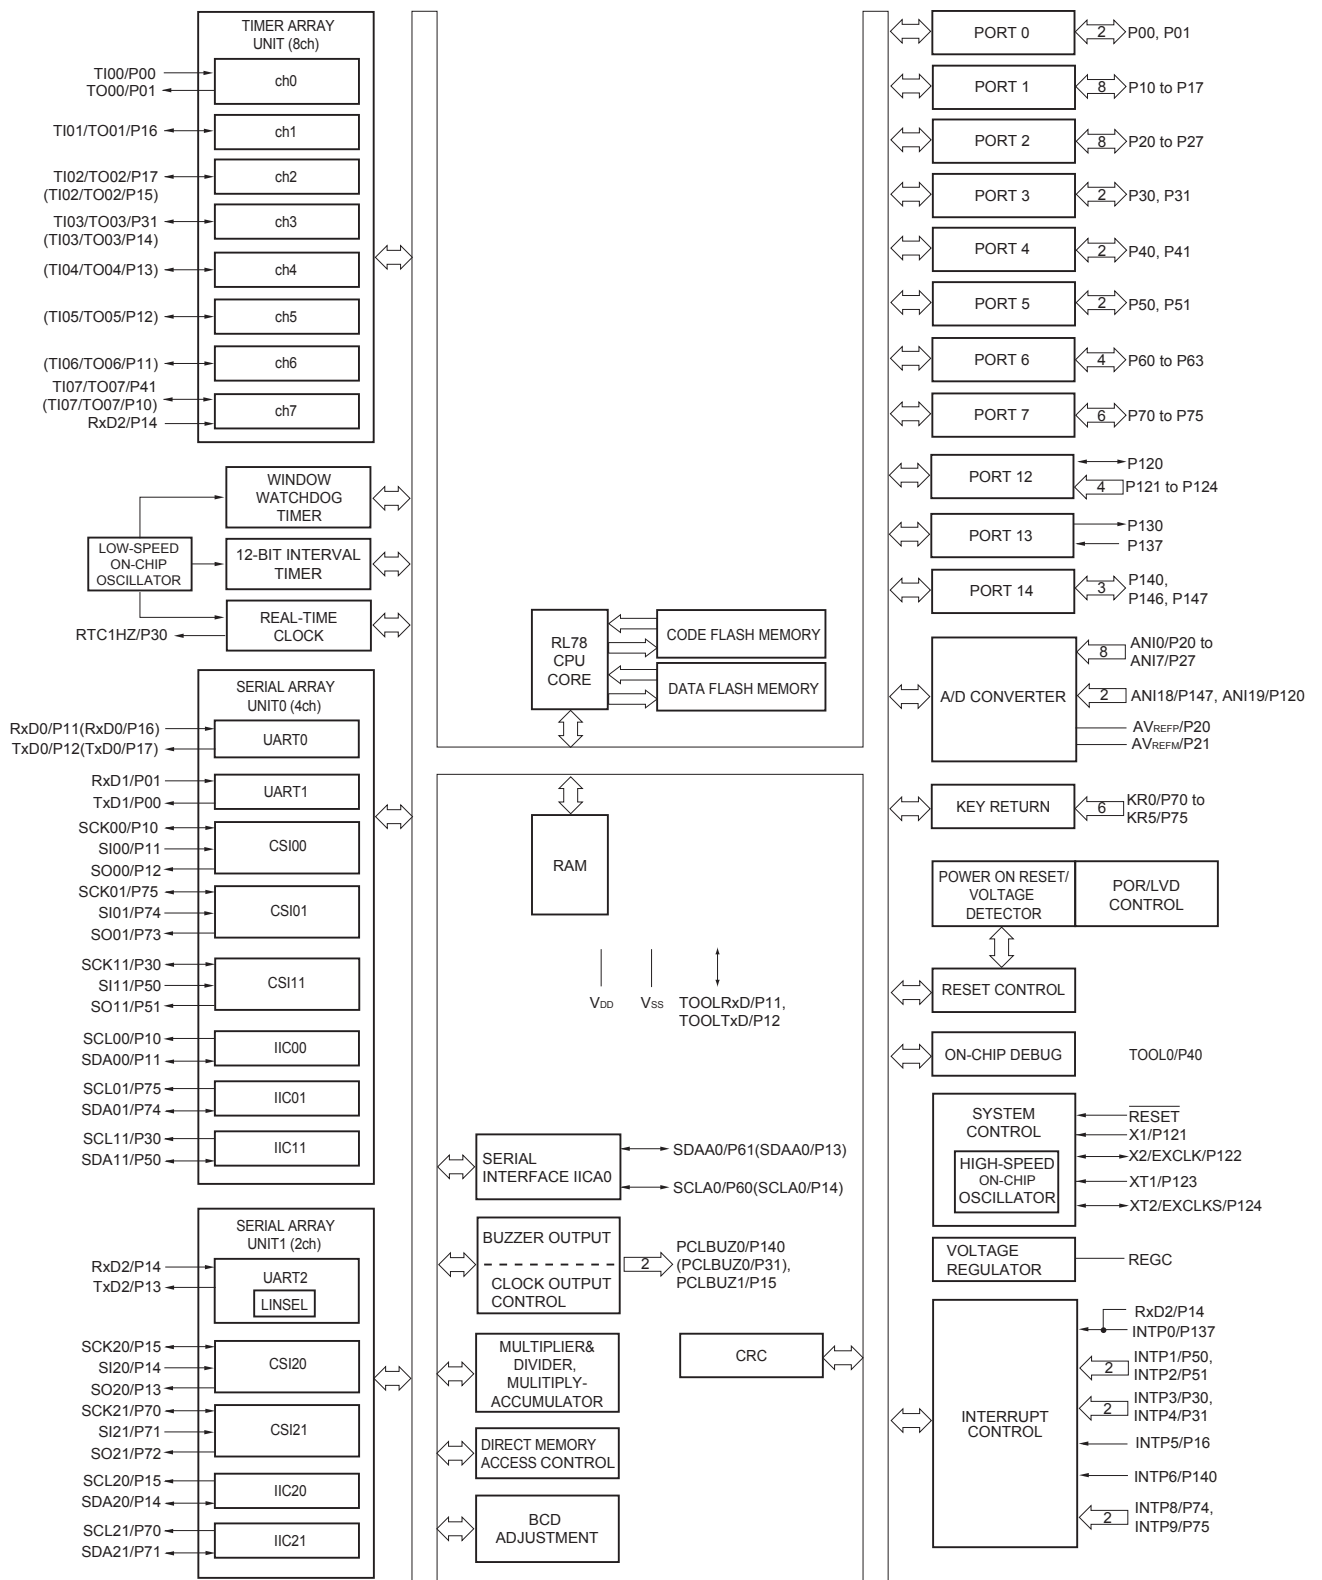 TIMER ARRAY
UNIT (8ch)
TI00/P00
TO00/P01
ch0
TI01/TO01/P16
ch1
TI02/TO02/P17
(TI02/TO02/P15)
ch2
TI03/TO03/P31
(TI03/TO03/P14)
ch3
(TI04/TO04/P13)
ch4
(TI05/TO05/P12)
ch5
(TI06/TO06/P11)
ch6
TI07/TO07/P41
(TI07/TO07/P10)
RxD2/P14
ch7
WINDOW
WATCHDOG
TIMER
LOW-SPEED
ON-CHIP
OSCILLATOR
12-BIT INTERVAL
TIMER
REAL-TIME
CLOCK
RTC1HZ/P30
SERIAL ARRAY
UNIT0 (4ch)
RxD0/P11(RxD0/P16)
TxD0/P12(TxD0/P17)
UART0
RxD1/P01
TxD1/P00
UART1
SCK00/P10
SI00/P11
SO00/P12
CSI00
SCK01/P75
SI01/P74
SO01/P73
CSI01
SCK11/P30
SI11/P50
SO11/P51
CSI11
SCL00/P10
SDA00/P11
IIC00
SCL01/P75
SDA01/P74
IIC01
SCL11/P30
SDA11/P50
IIC11
SERIAL ARRAY
UNIT1 (2ch)
RxD2/P14
TxD2/P13
UART2
LINSEL
SCK20/P15
SI20/P14
SO20/P13
CSI20
SCK21/P70
SI21/P71
SO21/P72
CSI21
SCL20/P15
SDA20/P14
IIC20
SCL21/P70
SDA21/P71
IIC21
RL78
CPU
CORE
CODE FLASH MEMORY
DATA FLASH MEMORY
RAM
VDD
VSS
TOOLRxD/P11,
TOOLTxD/P12
SERIAL
INTERFACE IICA0
SDAA0/P61(SDAA0/P13)
SCLA0/P60(SCLA0/P14)
BUZZER OUTPUT
CLOCK OUTPUT
CONTROL
2
PCLBUZ0/P140
(PCLBUZ0/P31),
PCLBUZ1/P15
MULTIPLIER&
DIVIDER,
MULITIPLY-
ACCUMULATOR
CRC
DIRECT MEMORY
ACCESS CONTROL
BCD
ADJUSTMENT
PORT 0
2
P00, P01
PORT 1
8
P10 to P17
PORT 2
8
P20 to P27
PORT 3
2
P30, P31
PORT 4
2
P40, P41
PORT 5
2
P50, P51
PORT 6
4
P60 to P63
PORT 7
6
P70 to P75
PORT 12
P120
4
P121 to P124
PORT 13
P130
P137
PORT 14
3
P140,
P146, P147
A/D CONVERTER
8
ANI0/P20 to
ANI7/P27
2
ANI18/P147, ANI19/P120
AVREFP/P20
AVREFM/P21
KEY RETURN
6
KR0/P70 to
KR5/P75
POWER ON RESET/
VOLTAGE
DETECTOR
POR/LVD
CONTROL
RESET CONTROL
ON-CHIP DEBUG
TOOL0/P40
SYSTEM
CONTROL
HIGH-SPEED
ON-CHIP
OSCILLATOR
RESET
X1/P121
X2/EXCLK/P122
XT1/P123
XT2/EXCLKS/P124
VOLTAGE
REGULATOR
REGC
INTERRUPT
CONTROL
RxD2/P14
INTP0/P137
2
INTP1/P50,
INTP2/P51
2
INTP3/P30,
INTP4/P31
INTP5/P16
INTP6/P140
2
INTP8/P74,
INTP9/P75